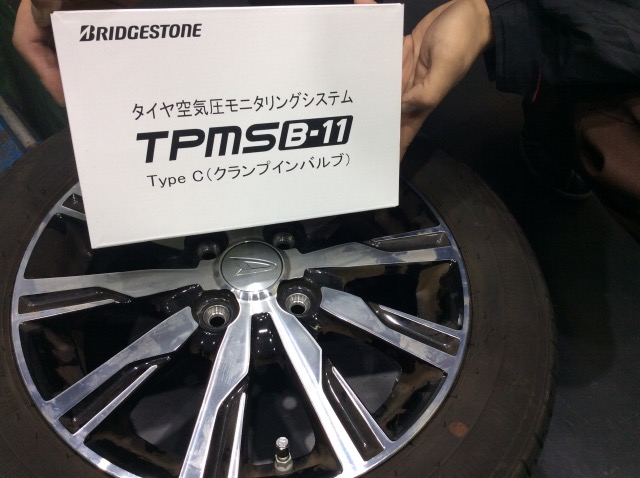 BRIDGESTONE
タイヤ空気圧モニタリングシステム
TPMS B-11
Type C(クランプインバルブ)